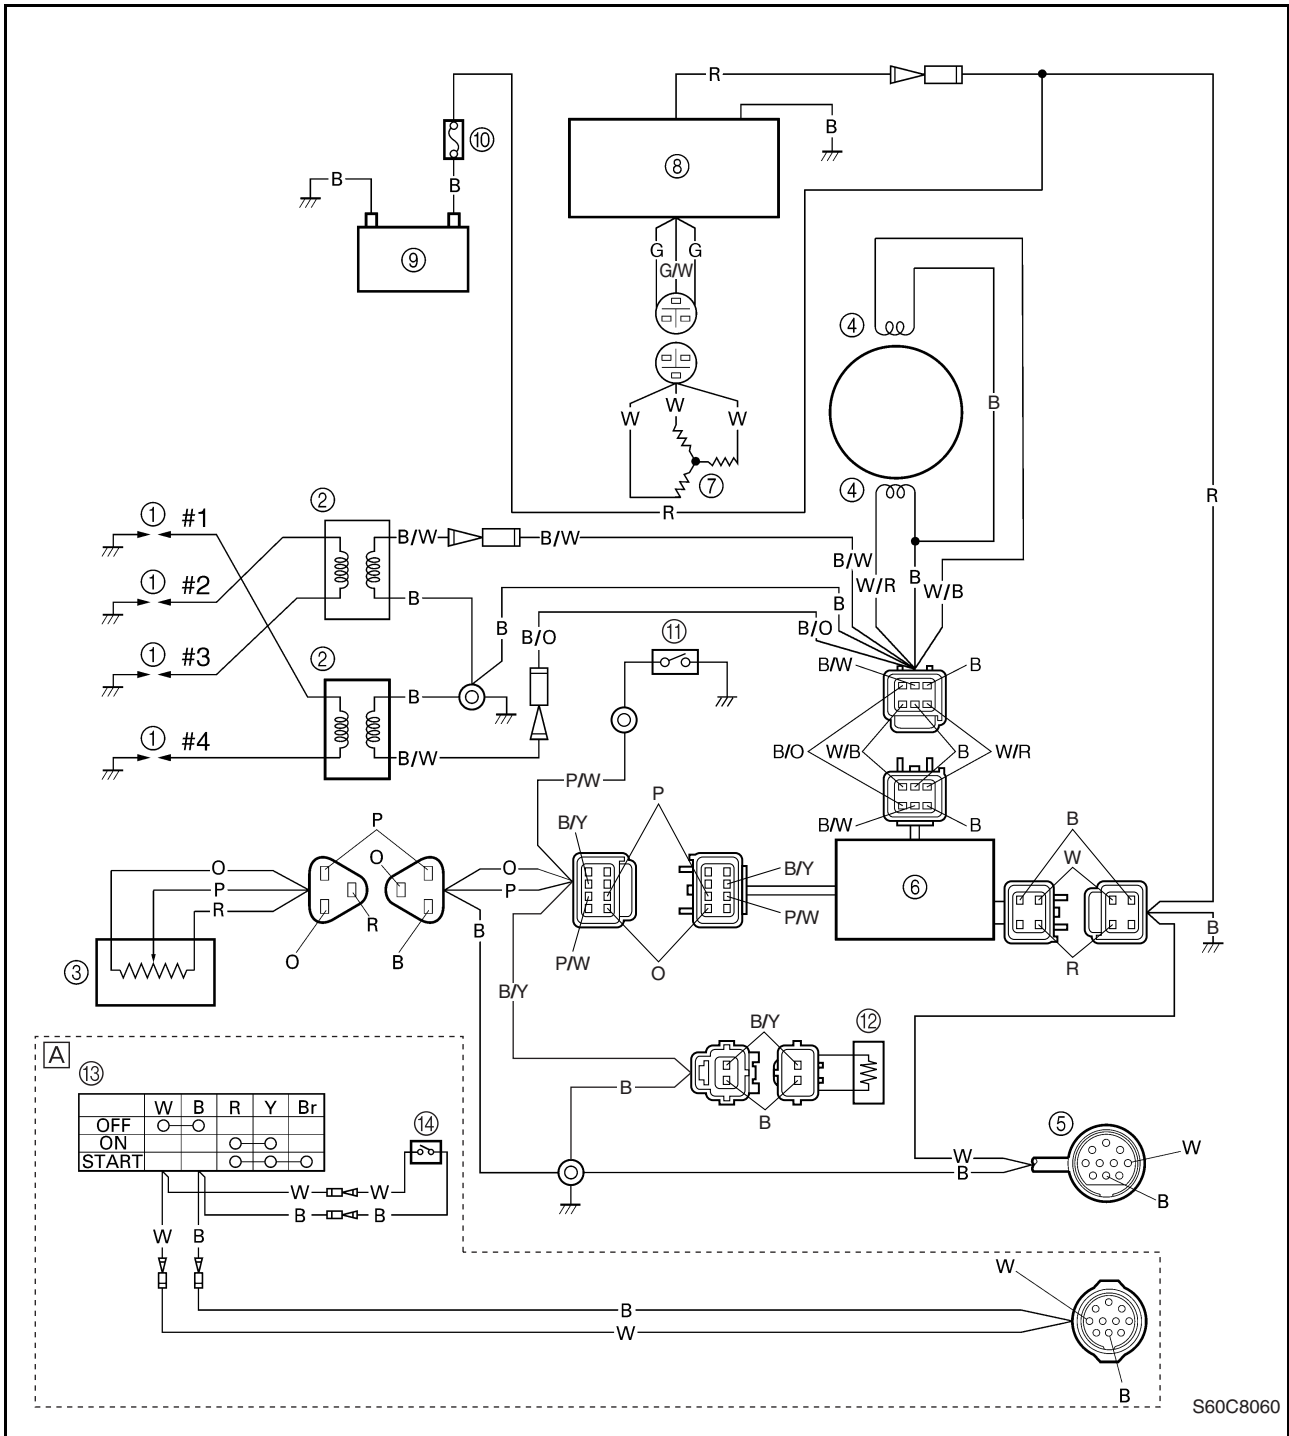 R
B
⑩
⑧
B
B
⑨
G G
G/W
④
B
W W W
⑦
④
R
R
① #1
②
B/W B/W
B/W
W/R B W/B
① #2
B
B
B
B/O
B/O
⑪
① #3
②
B/W B
B
① #4
B/W
B/O W/B B W/R
P/W
P
B/Y
B/W B
P
O
O
B/Y
B
W
O
P
R
P
B
⑥
P/W
R
O
B
P/W
O
B
R
③
B/Y
B/Y
⑫
A
⑬
B
B
W B R Y Br
OFF
ON
START
⑭
⑤
W
B
W
B
W W
B B
W B
W
B
W
B
S60C8060